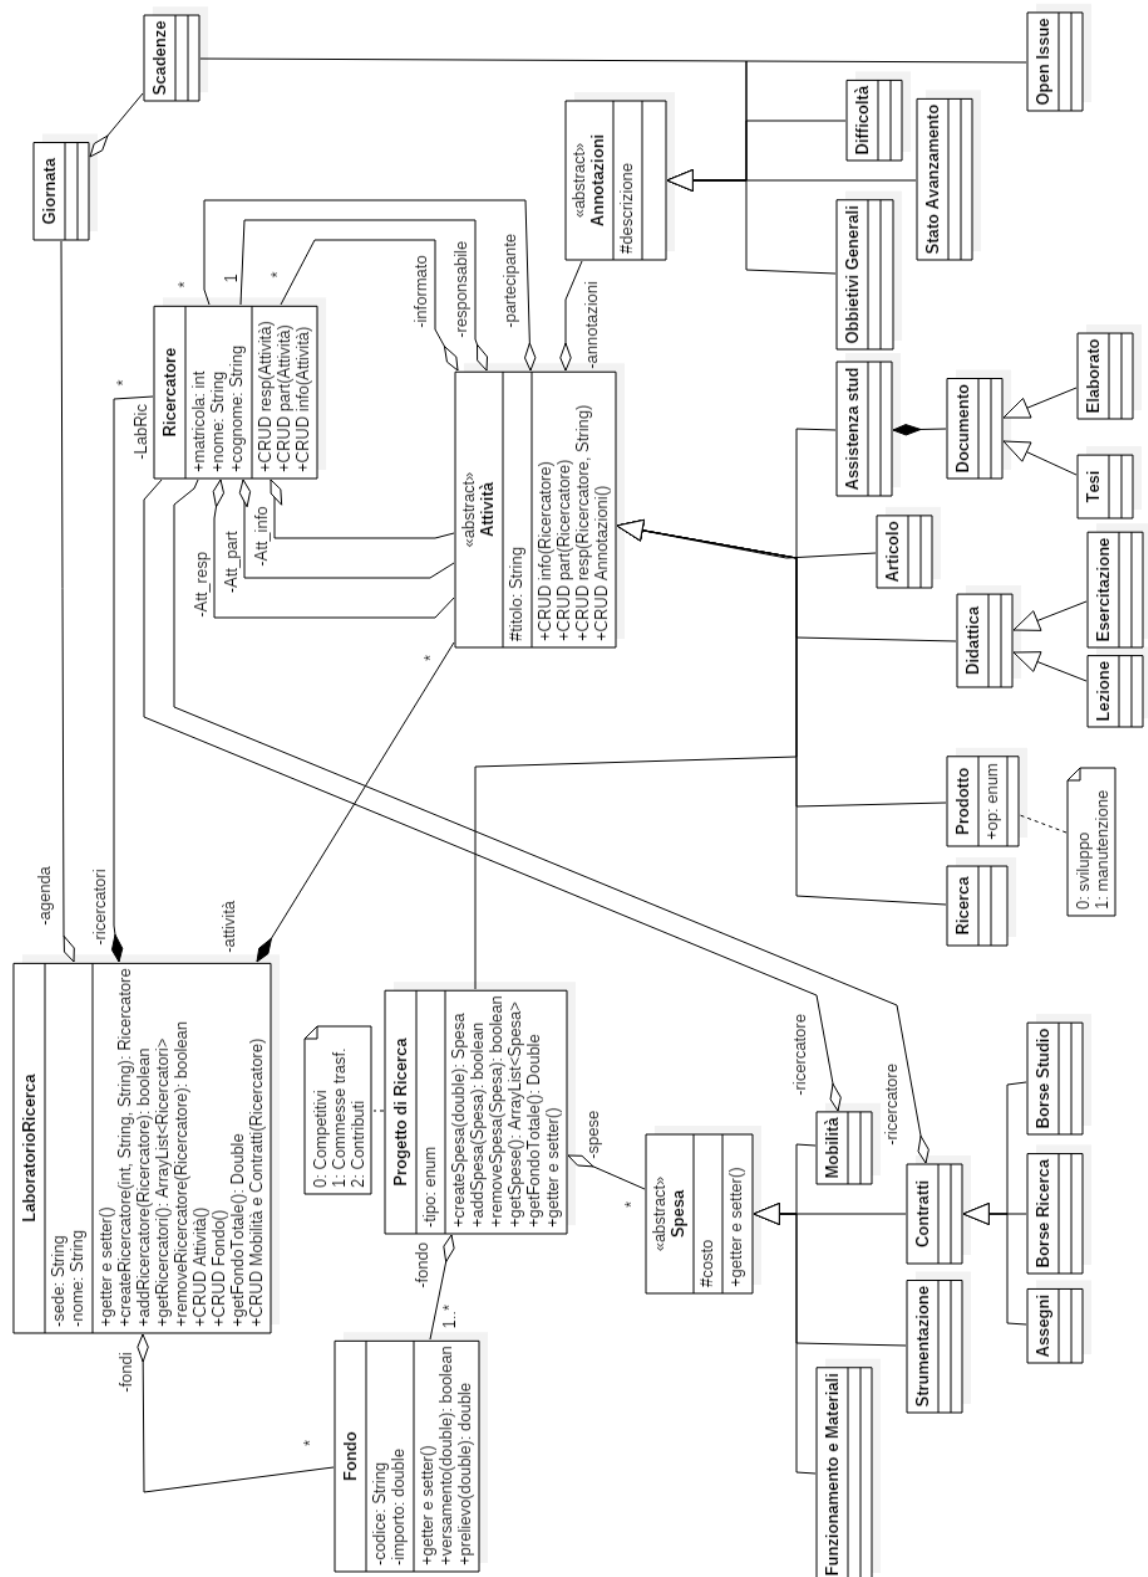 LaboratorioRicerca
-sede: String
-nome: String
+getter e setter()
+createRicercatore(int, String, String): Ricercatore
+addRicercatore(Ricercatore): boolean
+getRicercatori(): ArrayList<Ricercatori>
+removeRicercatore(Ricercatore): boolean
+CRUD Attività()
+CRUD Fondo()
+getFondoTotale(): Double
+CRUD Mobilità e Contratti(Ricercatore)
-agenda
-ricercatori
-attività
-fondi
*
Fondo
-codice: String
-importo: double
+getter e setter()
+versamento(double): boolean
+prelievo(double): double
-fondo
1..*
0: Competitivi
1: Commesse trasf.
2: Contributi
Progetto di Ricerca
-tipo: enum
+createSpesa(double): Spesa
+addSpesa(Spesa): boolean
+removeSpesa(Spesa): boolean
+getSpese(): ArrayList<Spesa>
+getFondoTotale(): Double
+getter e setter()
-spese
*
«abstract»
Spesa
#costo
+getter e setter()
Funzionamento e Materiali
Strumentazione
Contratti
Mobilità
-ricercatore
-ricercatore
Assegni
Borse Ricerca
Borse Studio
Giornata
Scadenze
-LabRic
*
Ricercatore
+matricola: int
+nome: String
+cognome: String
+CRUD resp(Attività)
+CRUD part(Attività)
+CRUD info(Attività)
*
1
*
-Att_resp
-Att_part
-Att_info
-informato
-responsabile
-partecipante
-annotazioni
*
«abstract»
Attività
#titolo: String
+CRUD info(Ricercatore)
+CRUD part(Ricercatore)
+CRUD resp(Ricercatore, String)
+CRUD Annotazioni()
«abstract»
Annotazioni
#descrizione
Obbiettivi Generali
Stato Avanzamento
Difficoltà
Open Issue
Ricerca
Prodotto
+op: enum
0: sviluppo
1: manutenzione
Didattica
Lezione
Esercitazione
Articolo
Assistenza stud
Documento
Tesi
Elaborato